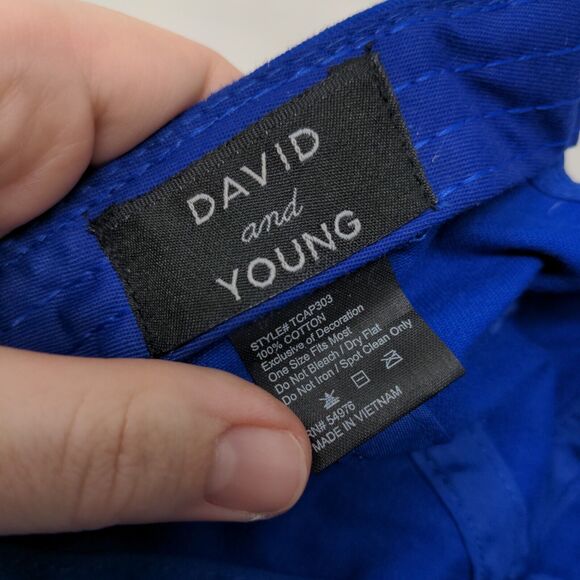 DAVID
and
YOUNG
STYLE# TCAP303
100% COTTON
Exclusive of Decoration
One Size Fits Most
Do Not Bleach / Dry Flat
Do Not Iron / Spot Clean Only
RN# 54976
MADE IN VIETNAM